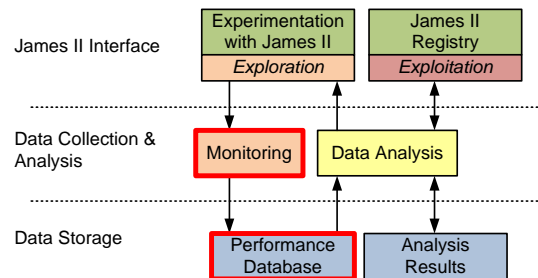 James II Interface
Experimentation
with James II
Exploration
James II
Registry
Exploitation
Data Collection &
Analysis
Monitoring
Data Analysis
Data Storage
Performance
Database
Analysis
Results